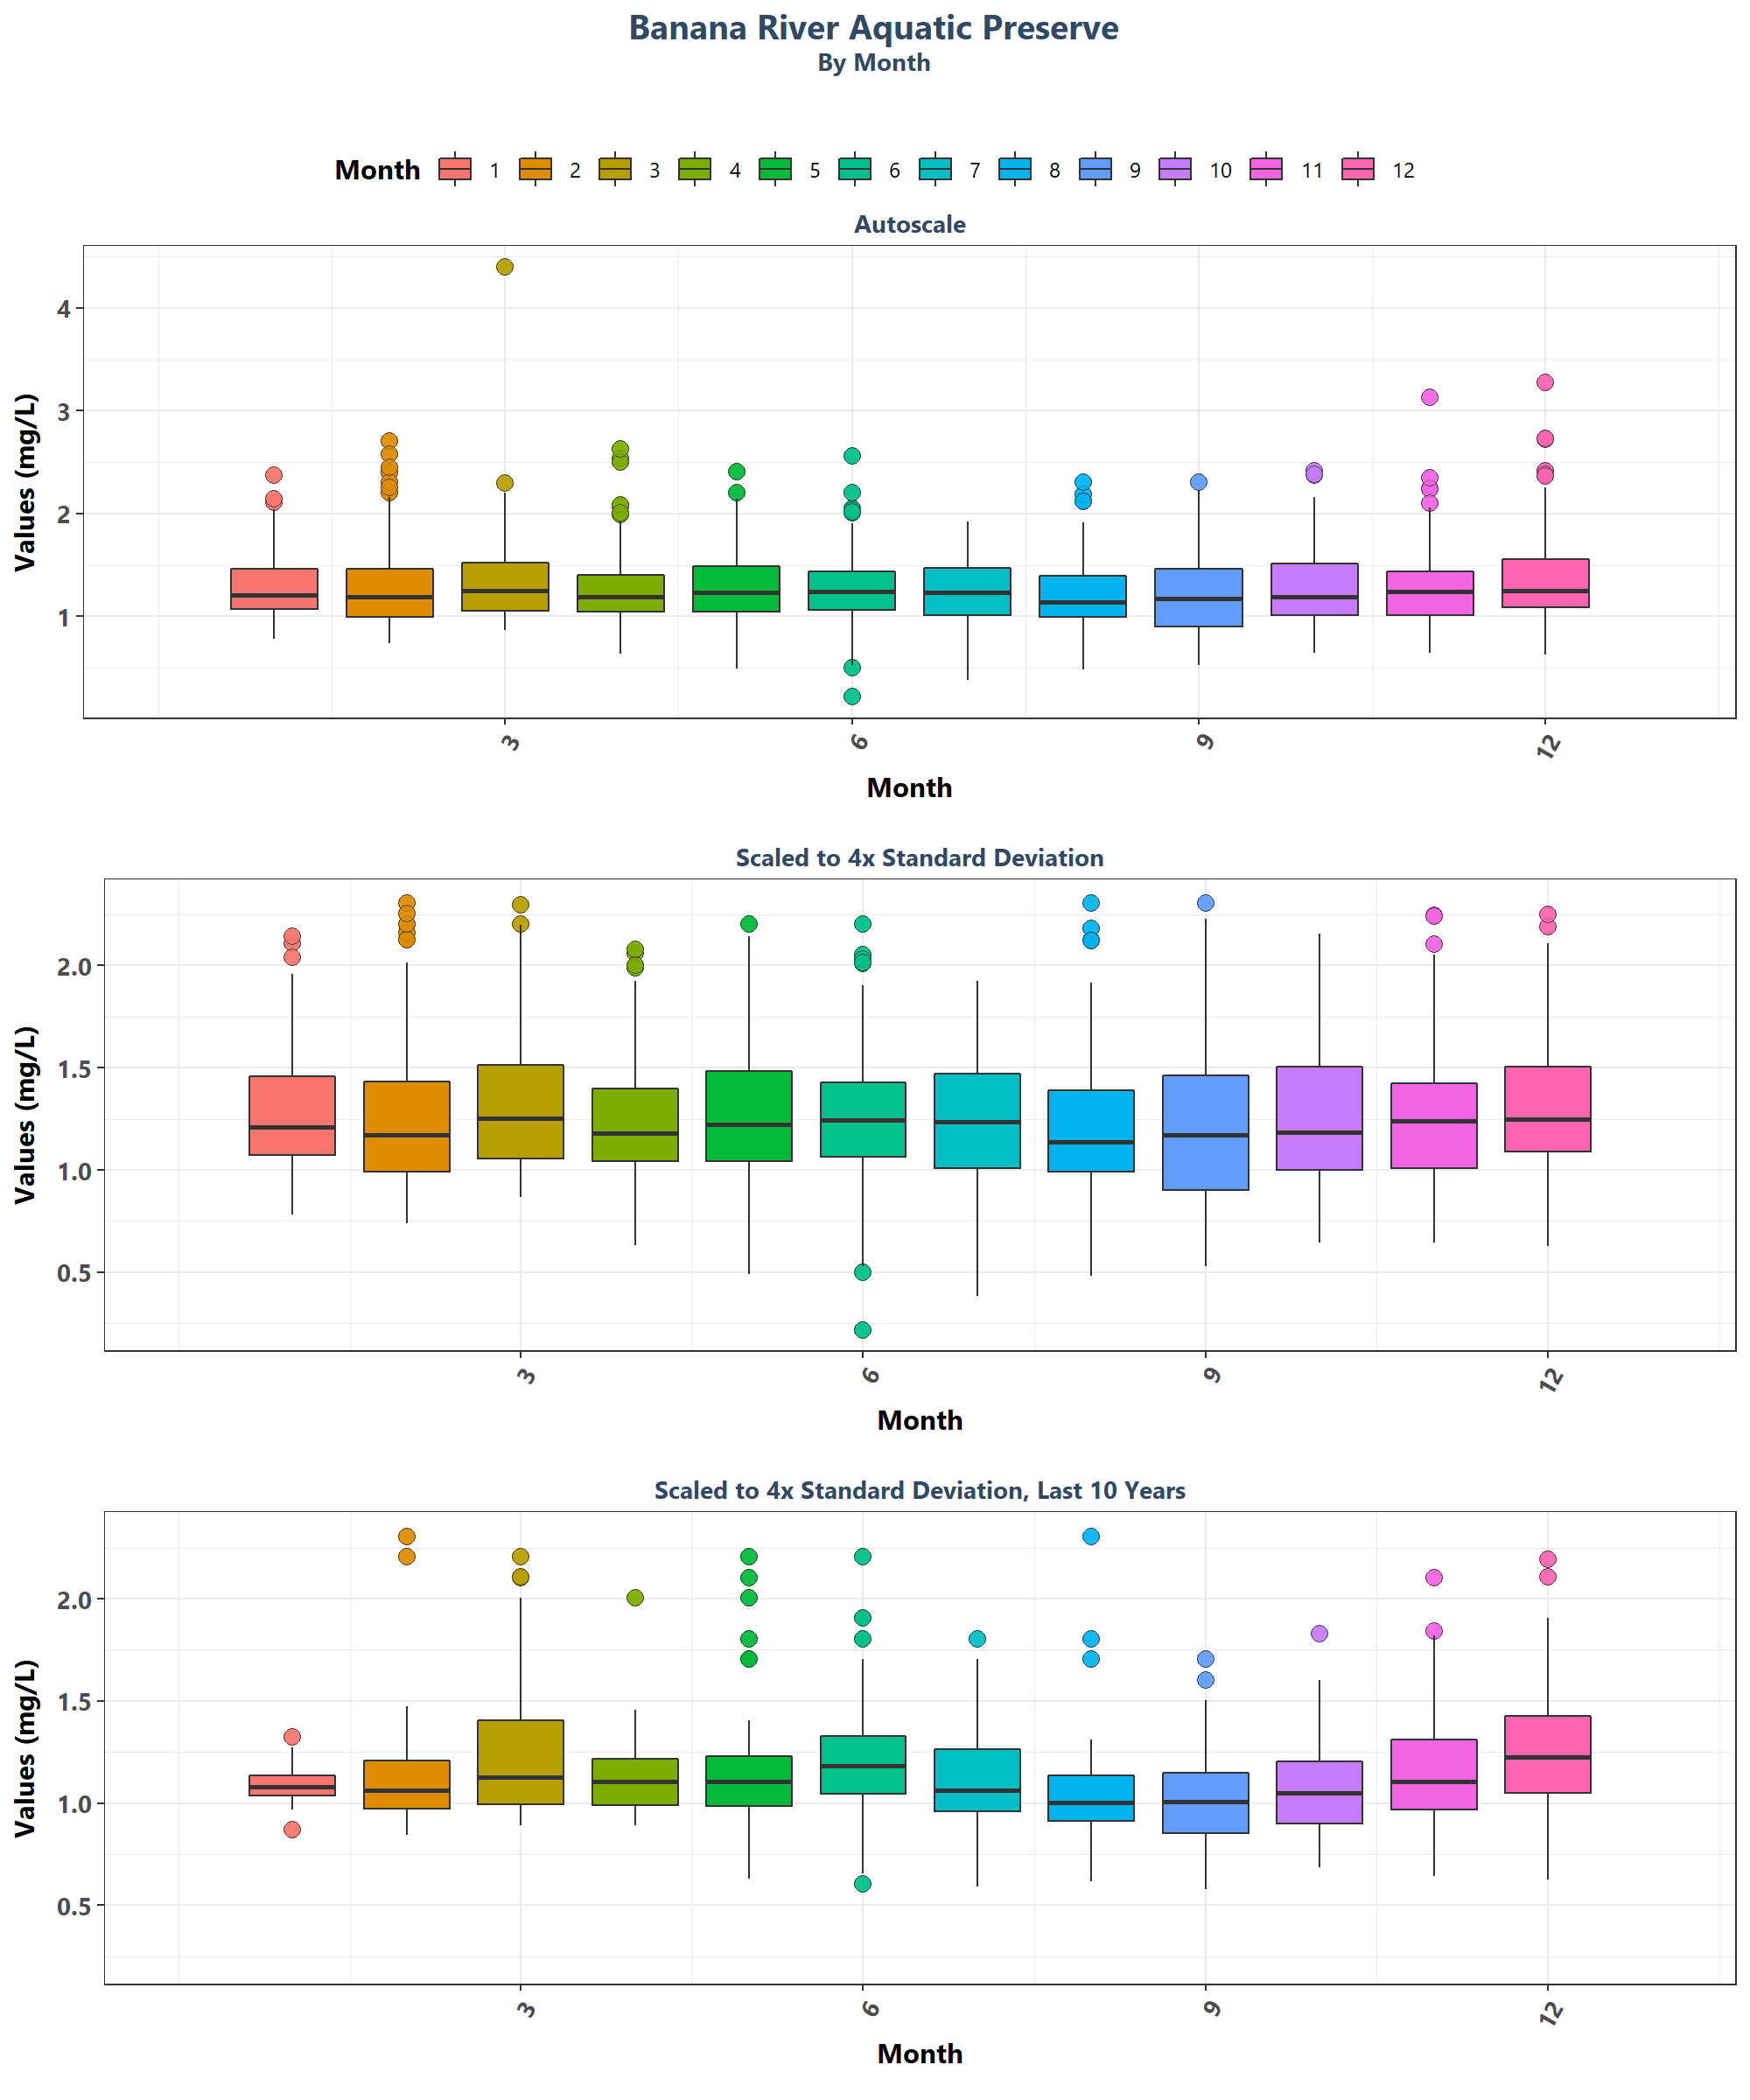 Banana River Aquatic Preserve
By Month
Month 1 2 3 4 5 6 7 8 9 10 11 12
Autoscale
Values (mg/L)
4
3
2
1
3 6 9 12
Month
Scaled to 4x Standard Deviation
Values (mg/L)
2.0
1.5
1.0
0.5
3 6 9 12
Month
Scaled to 4x Standard Deviation, Last 10 Years
Values (mg/L)
2.0
1.5
1.0
0.5
3 6 9 12
Month